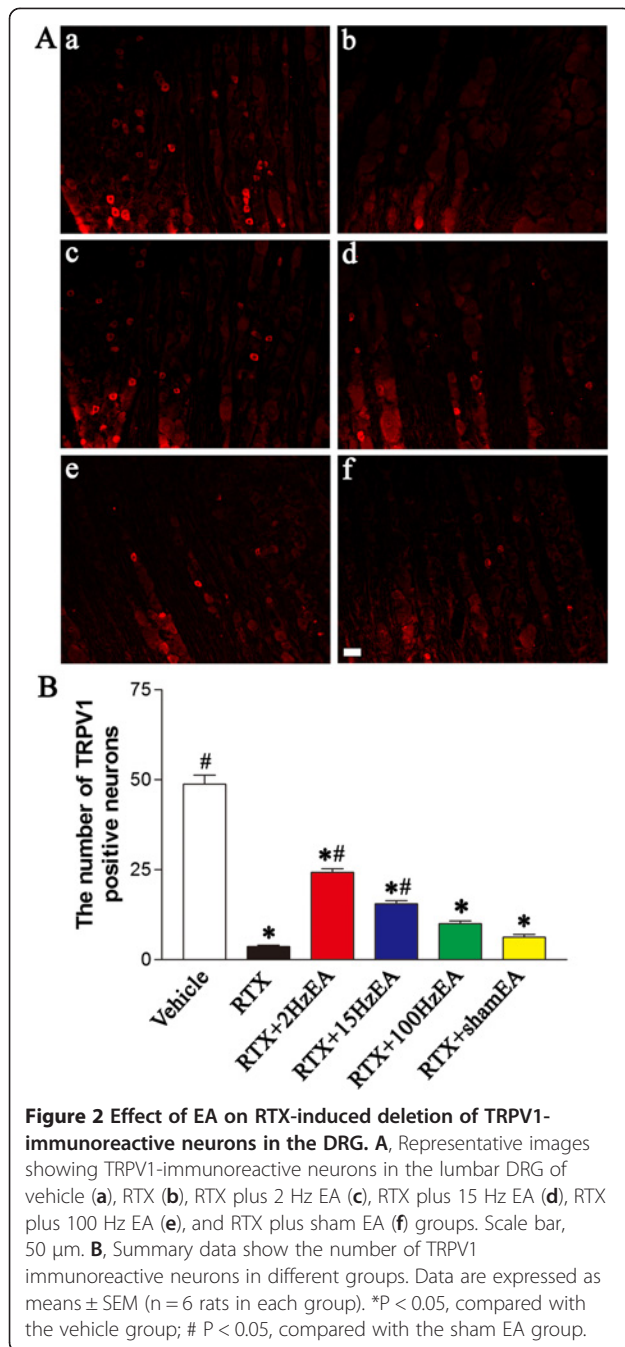 A
a
b
c
d
e
f
B
The number of TRPV1
positive neurons
75
50
25
0
#
*
*#
*#
*
*
Vehicle
RTX
RTX+2HzEA
RTX+15HzEA
RTX+100HzEA
RTX+shamEA
Figure 2 Effect of EA on RTX-induced deletion of TRPV1-
immunoreactive neurons in the DRG. A, Representative images
showing TRPV1-immunoreactive neurons in the lumbar DRG of
vehicle (a), RTX (b), RTX plus 2 Hz EA (c), RTX plus 15 Hz EA (d), RTX
plus 100 Hz EA (e), and RTX plus sham EA (f) groups. Scale bar,
50 μm. B, Summary data show the number of TRPV1
immunoreactive neurons in different groups. Data are expressed as
means ± SEM (n = 6 rats in each group). *P < 0.05, compared with
the vehicle group; # P < 0.05, compared with the sham EA group.